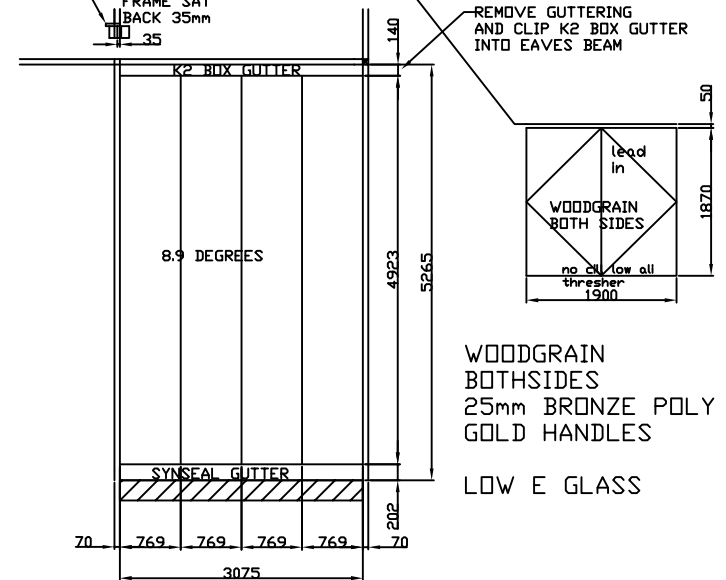 FRAME SAT
BACK 35mm
35
140
REMOVE GUTTERING
AND CLIP K2 BOX GUTTER
INTO EAVES BEAM
K2 BOX GUTTER
50
lead
in
WOODGRAIN
BOTH SIDES
1870
8.9 DEGREES
4923
5265
no cill low ali
thresher
1900
WOODGRAIN
BOTHSIDES
25mm BRONZE POLY
GOLD HANDLES
LOW E GLASS
SYNSEAL GUTTER
202
70 769 769 769 769 70
3075